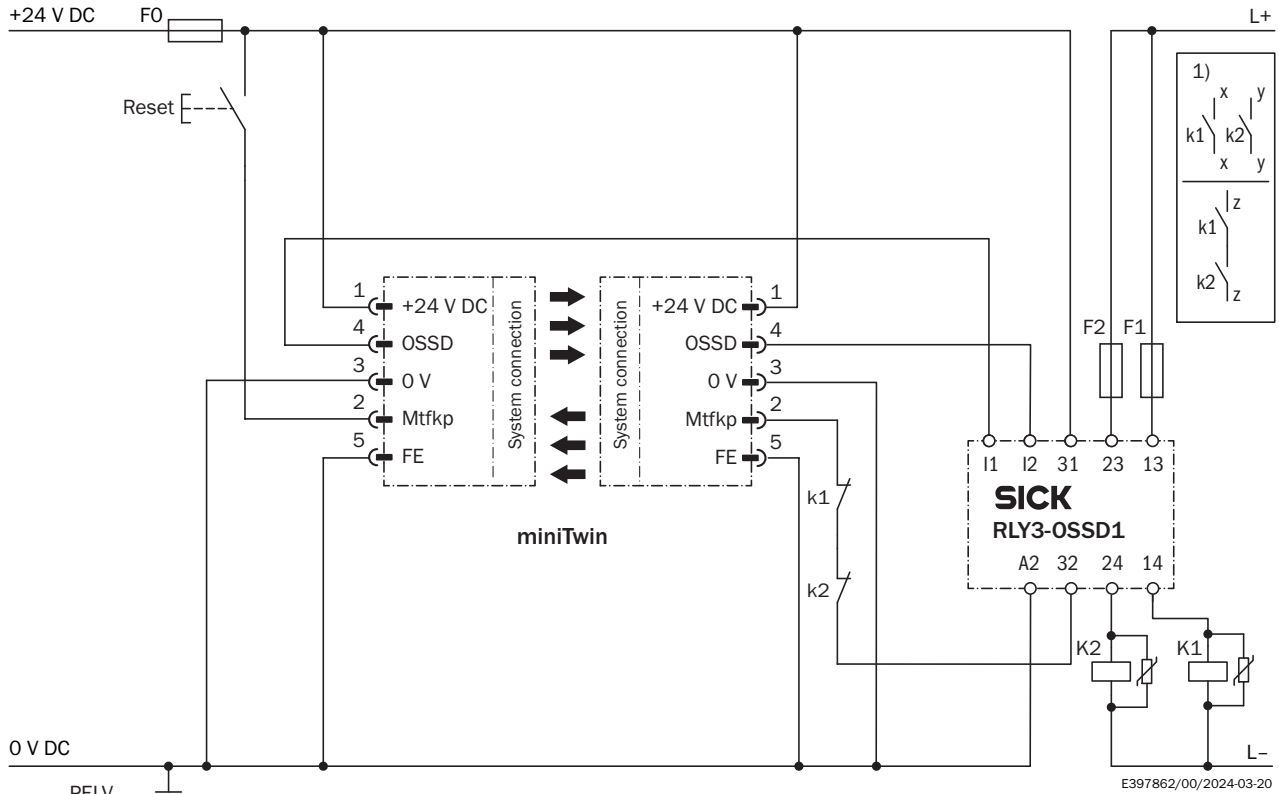 +24 V DC
F0
L+
Reset
1)
x
y
k1
k2
x
y
z
k1
k2
z
1
+24 V DC
4
OSSD
3
0 V
2
Mtfkp
5
FE
System connection
System connection
+24 V DC
1
OSSD
4
0 V
3
Mtfkp
2
FE
5
miniTwin
k1
k2
F2
F1
I1 I2 31 23 13
SICK
RLY3-OSSD1
A2 32 24 14
K2
K1
0 V DC
L–
PELV
E397862/00/2024-03-20